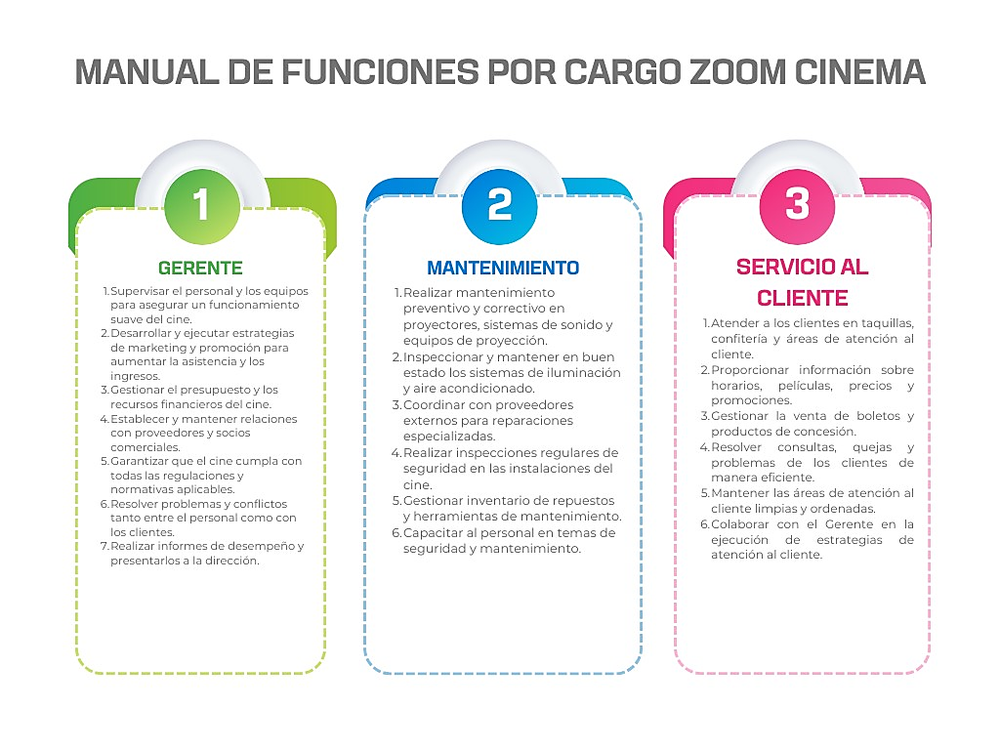 MANUAL DE FUNCIONES POR CARGO ZOOM CINEMA
1
GERENTE
1.Supervisar el personal y los equipos
para asegurar un funcionamiento
suave del cine.
2.Desarrollar y ejecutar estrategias
de marketing y promoción para
aumentar la asistencia y los
ingresos.
3.Gestionar el presupuesto y los
recursos financieros del cine.
4.Establecer y mantener relaciones
con proveedores y socios
comerciales.
5.Garantizar que el cine cumpla con
todas las regulaciones y
normativas aplicables.
6.Resolver problemas y conflictos
tanto entre el personal como con
los clientes.
7.Realizar informes de desempeño y
presentarlos a la dirección.
2
MANTENIMIENTO
1.Realizar mantenimiento
preventivo y correctivo en
proyectores, sistemas de sonido y
equipos de proyección.
2.Inspeccionar y mantener en buen
estado los sistemas de iluminación
y aire acondicionado.
3.Coordinar con proveedores
externos para reparaciones
especializadas.
4.Realizar inspecciones regulares de
seguridad en las instalaciones del
cine.
5.Gestionar inventario de repuestos
y herramientas de mantenimiento.
6.Capacitar al personal en temas de
seguridad y mantenimiento.
3
SERVICIO AL
CLIENTE
1.Atender a los clientes en taquillas,
confitería y áreas de atención al
cliente.
2.Proporcionar información sobre
horarios, películas, precios y
promociones.
3.Gestionar la venta de boletos y
productos de concesión.
4.Resolver consultas, quejas y
problemas de los clientes de
manera eficiente.
5.Mantener las áreas de atención al
cliente limpias y ordenadas.
6.Colaborar con el Gerente en la
ejecución de estrategias de
atención al cliente.